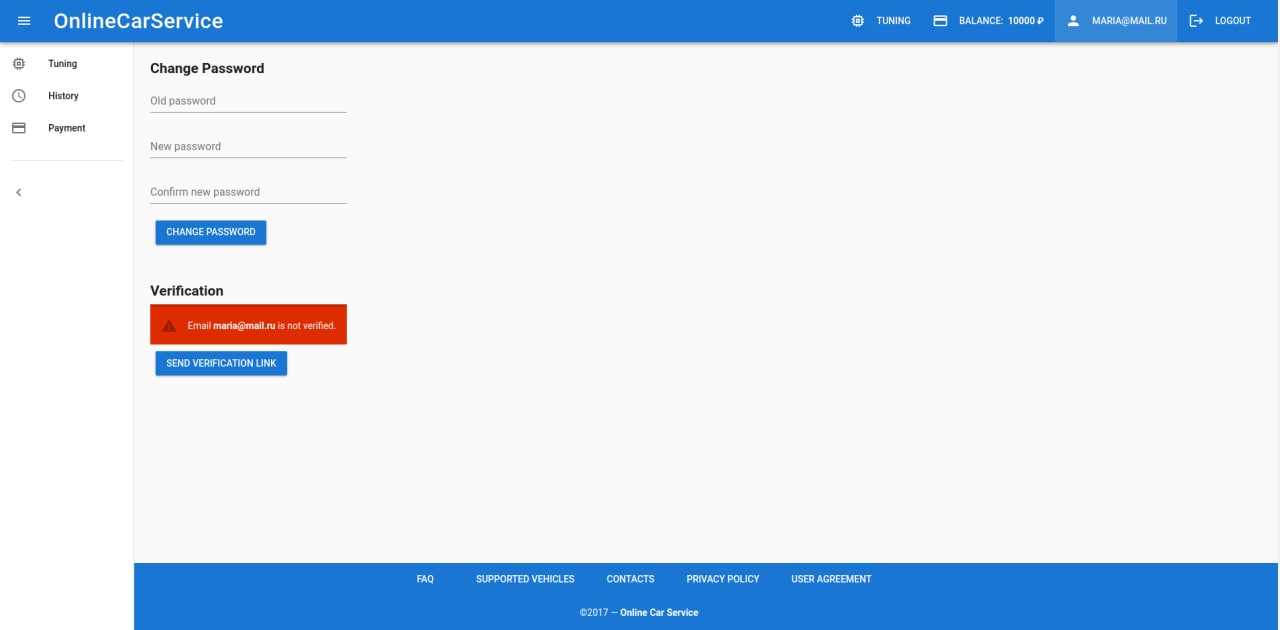 OnlineCarService
TUNING
BALANCE: 10000 ₽
MARIA@MAIL.RU
LOGOUT
Tuning
History
Payment
Change Password
Old password
New password
Confirm new password
CHANGE PASSWORD
Verification
Email maria@mail.ru is not verified.
SEND VERIFICATION LINK
FAQ
SUPPORTED VEHICLES
CONTACTS
PRIVACY POLICY
USER AGREEMENT
©2017 — Online Car Service